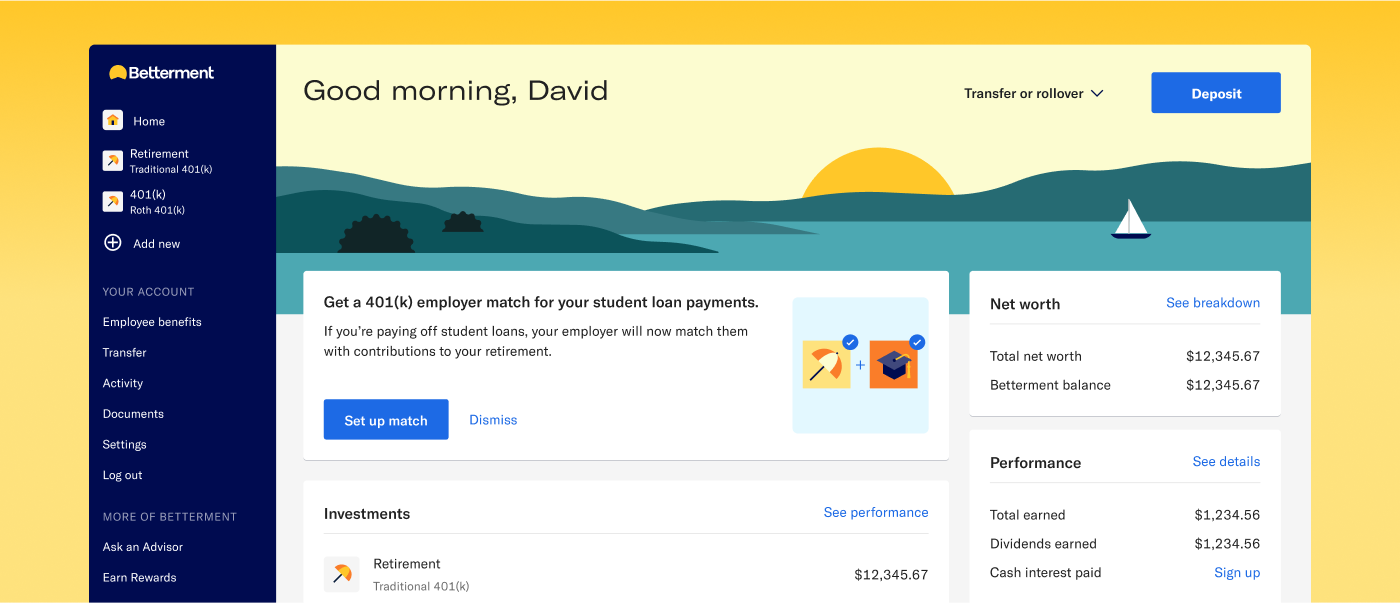 Betterment
Home
Retirement
Traditional 401(k)
401(k)
Roth 401(k)
Add new
YOUR ACCOUNT
Employee benefits
Transfer
Activity
Documents
Settings
Log out
MORE OF BETTERMENT
Ask an Advisor
Earn Rewards
Good morning, David
Transfer or rollover
Deposit
Get a 401(k) employer match for your student loan payments.
If you’re paying off student loans, your employer will now match them
with contributions to your retirement.
Set up match
Dismiss
Investments
See performance
Retirement
Traditional 401(k)
$12,345.67
Net worth
See breakdown
Total net worth
$12,345.67
Betterment balance
$12,345.67
Performance
See details
Total earned
$1,234.56
Dividends earned
$1,234.56
Cash interest paid
Sign up